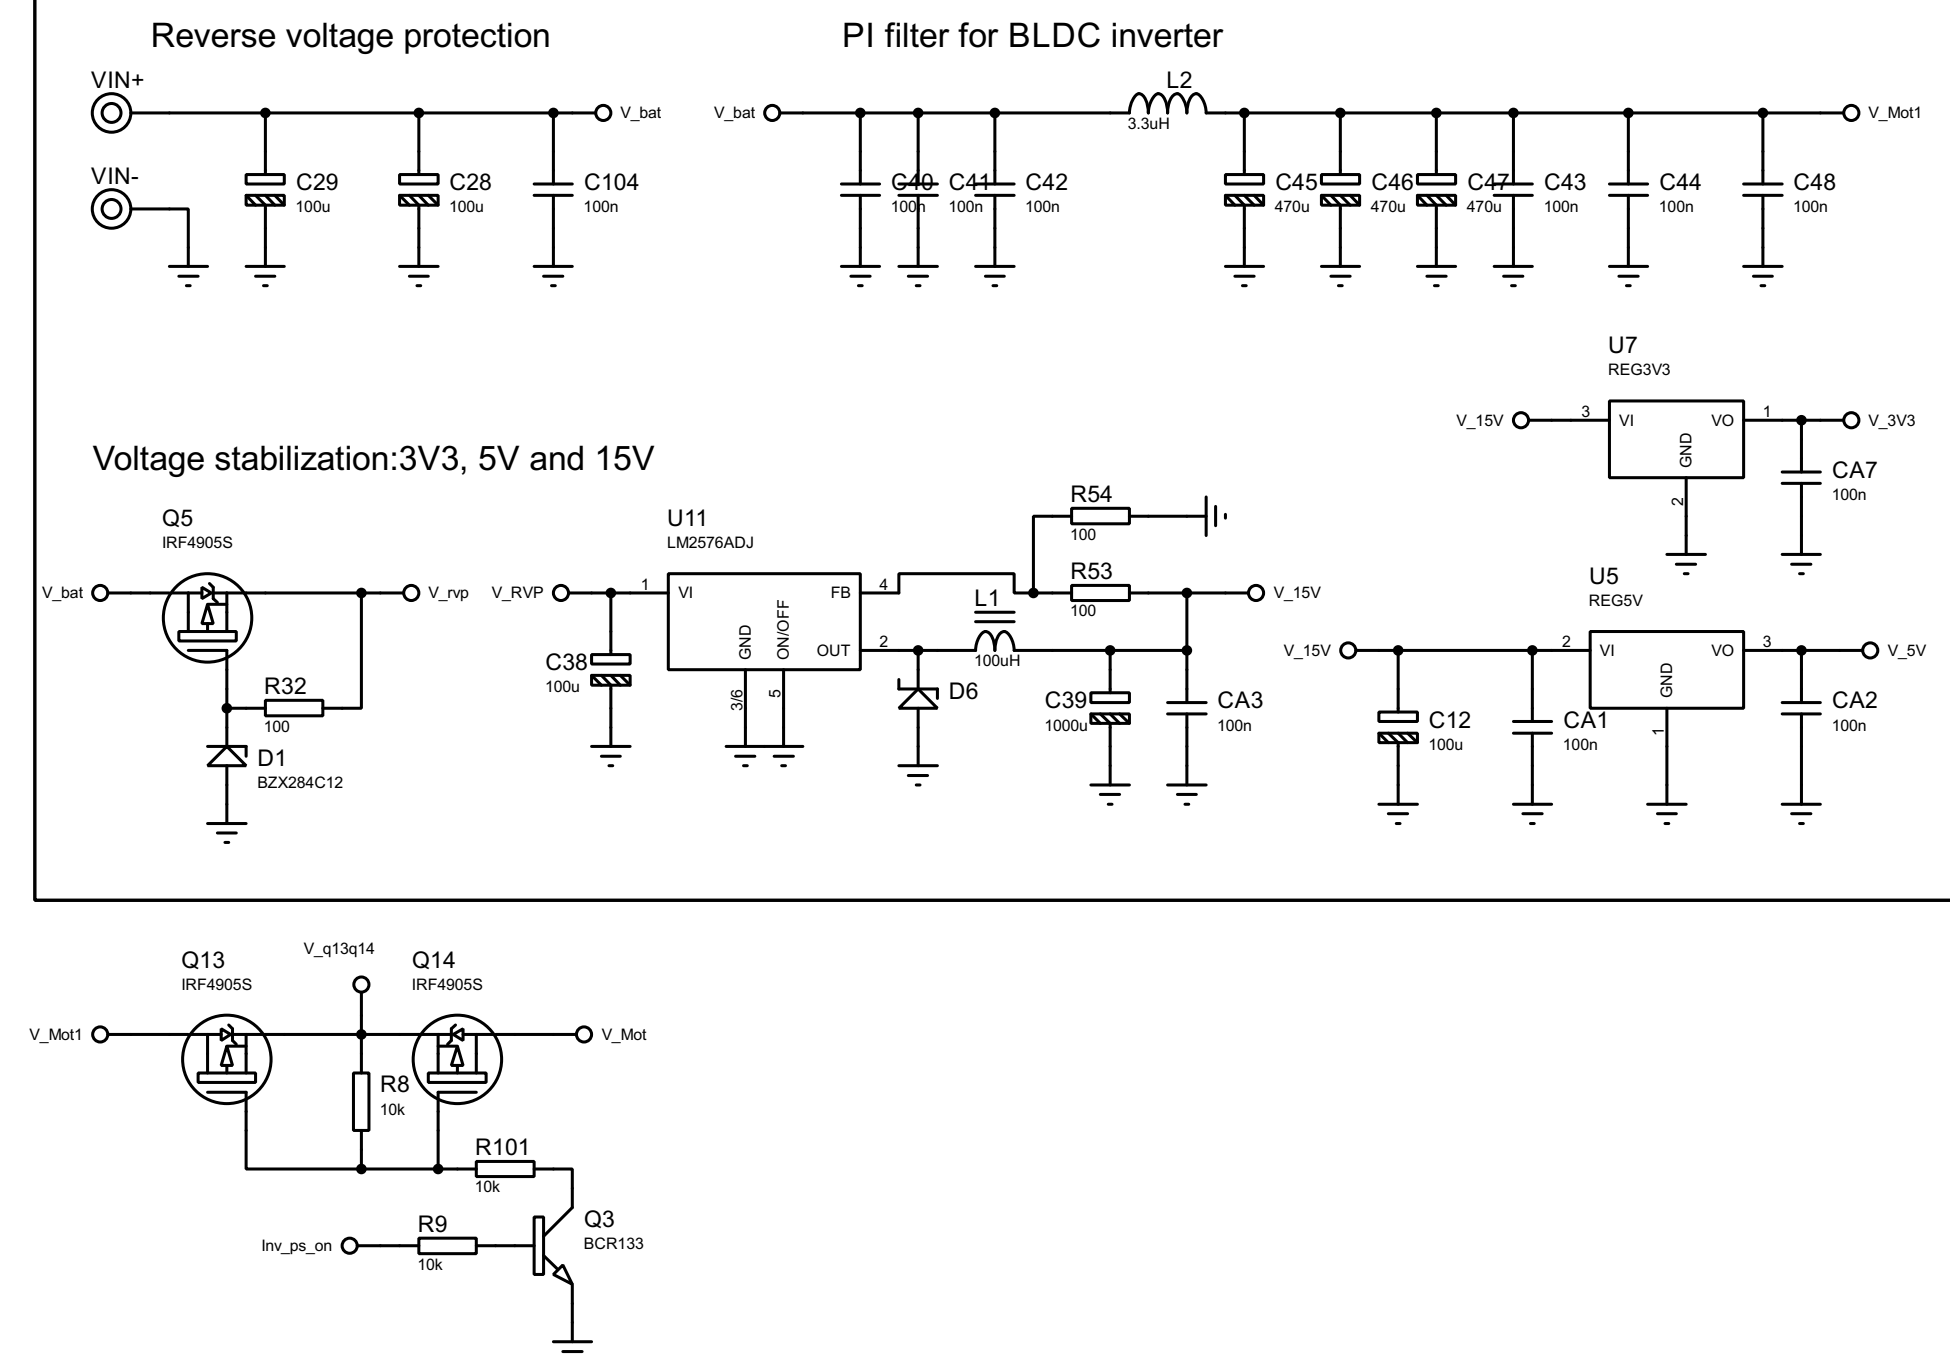 Reverse voltage protection
PI filter for BLDC inverter
VIN+
V_bat
VIN-
C29
100u
C28
100u
C104
100n
V_bat
L2
3.3uH
V_Mot1
C40
100n
C41
100n
C42
100n
C45
470u
C46
470u
C47
470u
C43
100n
C44
100n
C48
100n
U7
REG3V3
V_15V
3
VI
VO
GND
1
V_3V3
2
CA7
100n
Voltage stabilization:3V3, 5V and 15V
Q5
IRF4905S
V_bat
V_rvp
R32
100
D1
BZX284C12
U11
LM2576ADJ
V_RVP
1
VI
FB
4
GND
ON/OFF
OUT
2
3/6
5
C38
100u
R54
100
R53
100
L1
100uH
V_15V
D6
C39
1000u
CA3
100n
U5
REG5V
V_15V
2
VI
VO
GND
3
V_5V
1
C12
100u
CA1
100n
CA2
100n
V_q13q14
Q13
IRF4905S
Q14
IRF4905S
V_Mot1
V_Mot
R8
10k
R101
10k
Inv_ps_on
R9
10k
Q3
BCR133